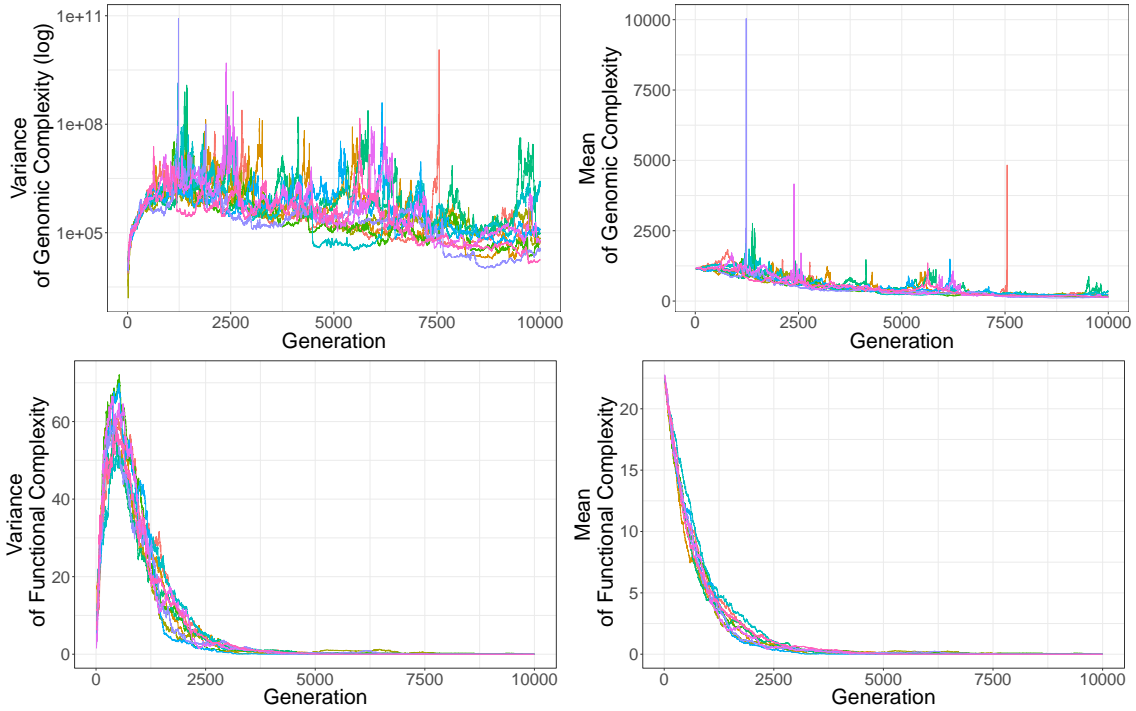 Variance
of Genomic Complexity (log)
1e+11
1e+08
1e+05
0 2500 5000 7500 10000
Generation
Mean
of Genomic Complexity
10000
7500
5000
2500
0
0 2500 5000 7500 10000
Generation
Variance
of Functional Complexity
60
40
20
0
0 2500 5000 7500 10000
Generation
Mean
of Functional Complexity
20
15
10
5
0
0 2500 5000 7500 10000
Generation